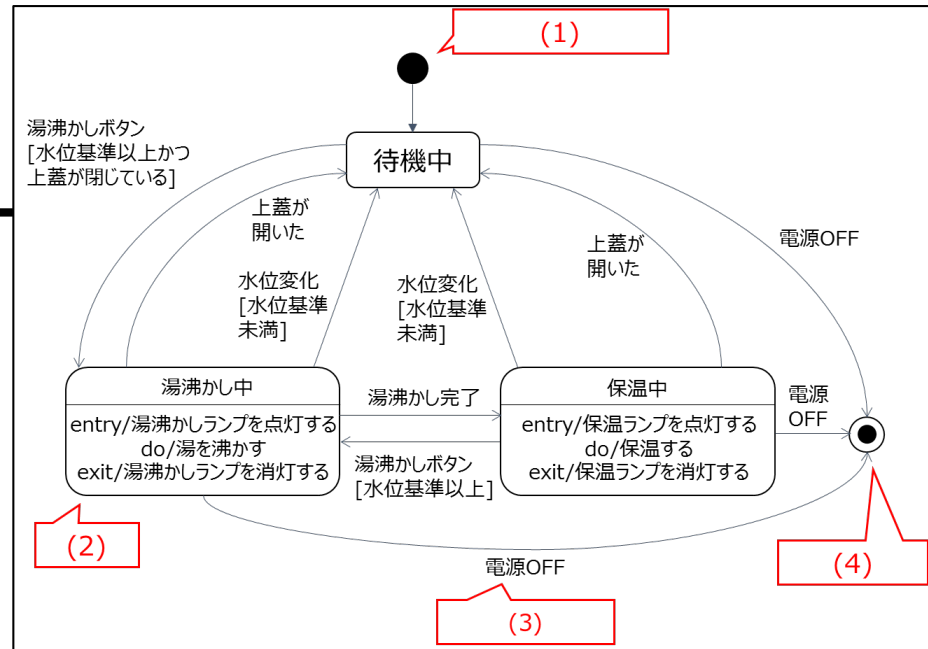 (1)
湯沸かしボタン
[水位基準以上かつ
上蓋が閉じている]
待機中
上蓋が
開いた
電源OFF
上蓋が
開いた
水位変化
[水位基準
未満]
水位変化
[水位基準
未満]
湯沸かし中
entry/湯沸かしランプを点灯する
do/湯を沸かす
exit/湯沸かしランプを消灯する
湯沸かし完了
湯沸かしボタン
[水位基準以上]
保温中
entry/保温ランプを点灯する
do/保温する
exit/保温ランプを消灯する
電源
OFF
(2)
電源OFF
(3)
(4)